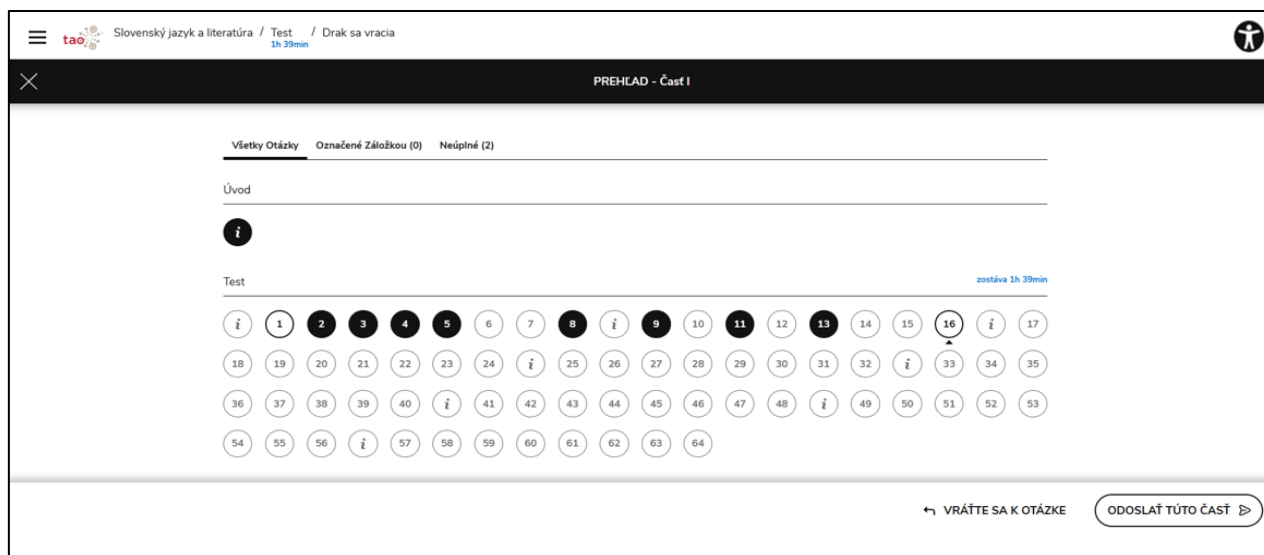 tao Slovenský jazyk a literatúra / Test / Drak sa vracia
1h 39min
PREHĽAD - Časť I
Všetky Otázky Označené Záložkou (0) Neúplné (2)
Úvod
i
Test zostáva 1h 39min
i 1 2 3 4 5 6 7 8 i 9 10 11 12 13 14 15 16 i 17
18 19 20 21 22 23 24 i 25 26 27 28 29 30 31 32 i 33 34 35
36 37 38 39 40 i 41 42 43 44 45 46 47 48 i 49 50 51 52 53
54 55 56 i 57 58 59 60 61 62 63 64
VRÁŤTE SA K OTÁZKE ODOSLAŤ TÚTO ČASŤ